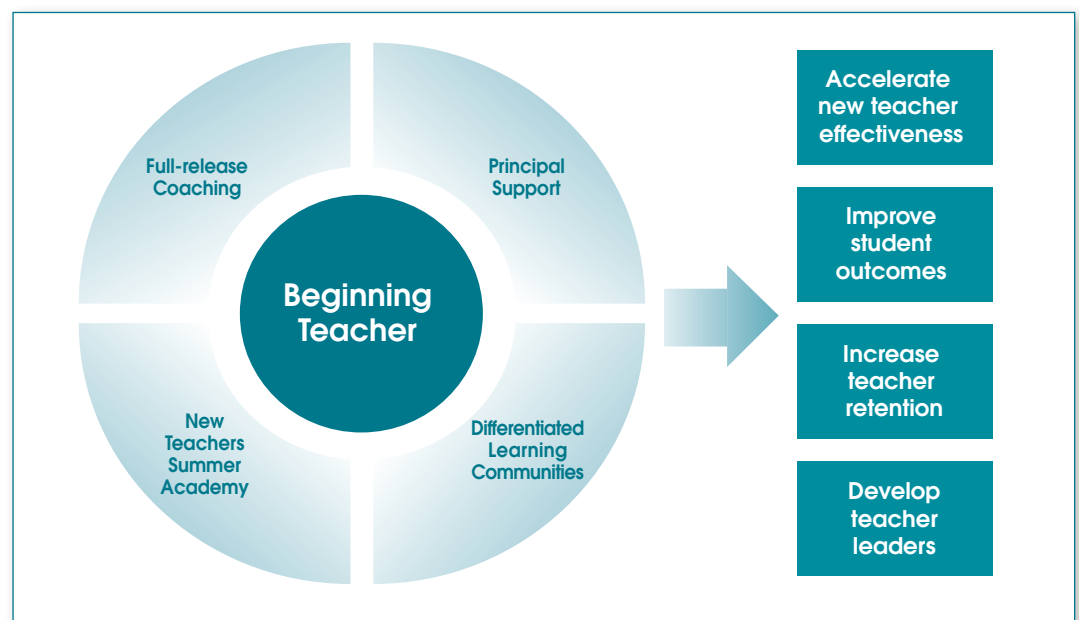 Full-release
Coaching
Principal
Support
Beginning
Teacher
New
Teachers
Summer
Academy
Differentiated
Learning
Communities
Accelerate
new teacher
effectiveness
Improve
student
outcomes
Increase
teacher
retention
Develop
teacher
leaders